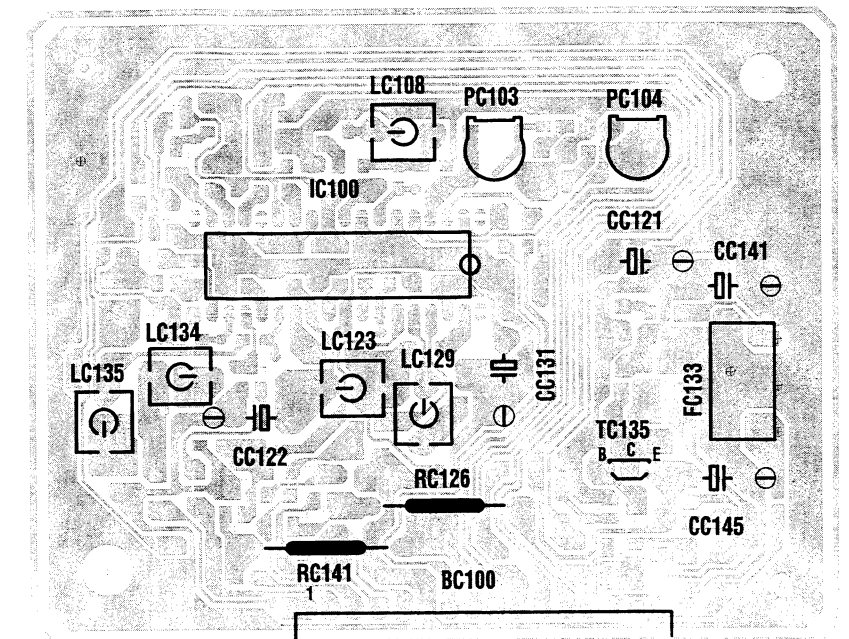 LC108
PC103
PC104
IC100
CC121
CC141
LC134
LC123
LC129
LC135
CC131
FC133
TC135
B C E
CC122
RC126
CC145
RC141
BC100
1